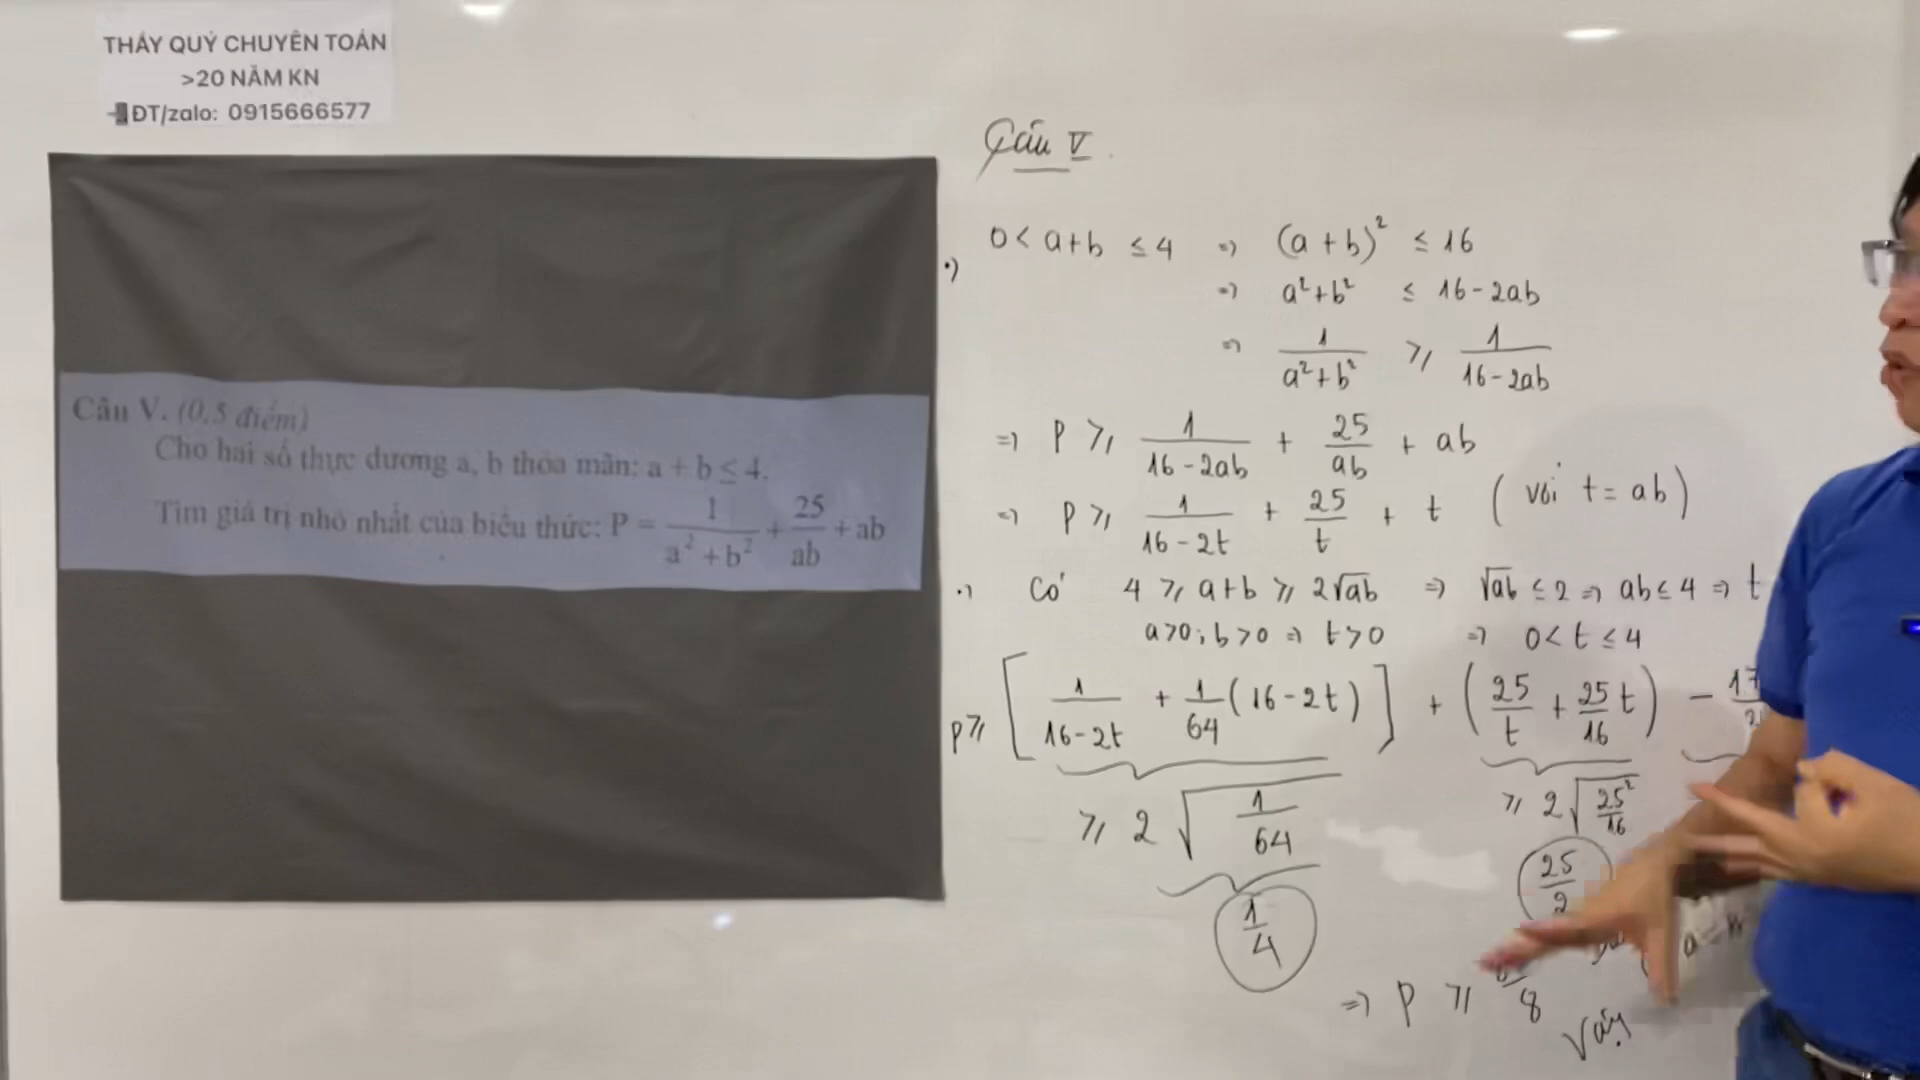 THẦY QUÝ CHUYÊN TOÁN
>20 NĂM KN
ĐT/zalo: 0915666577
Câu V. (0,5 điểm)
Cho hai số thực dương a, b thỏa mãn: a + b ≤ 4.
Tìm giá trị nhỏ nhất của biểu thức: P = 1/(a² + b²) + 25/ab + ab
Câu V
•) 0 < a+b ≤ 4 => (a + b)² ≤ 16
=> a²+b² ≤ 16-2ab
=> 1/(a²+b²) ≥ 1/(16-2ab)
=> P ≥ 1/(16-2ab) + 25/ab + ab
=> P ≥ 1/(16-2t) + 25/t + t (với t = ab)
•) Có 4 ≥ a+b ≥ 2√ab => √ab ≤ 2 => ab ≤ 4 => t
a>0; b>0 => t>0 => 0<t≤4
P ≥ [1/(16-2t) + 1/64(16-2t)] + (25/t + 25/16 t) - 17
≥ 2√(1/64) ≥ 2√(25²/16)
1/4 25/2
=> P ≥ /8
Vậy